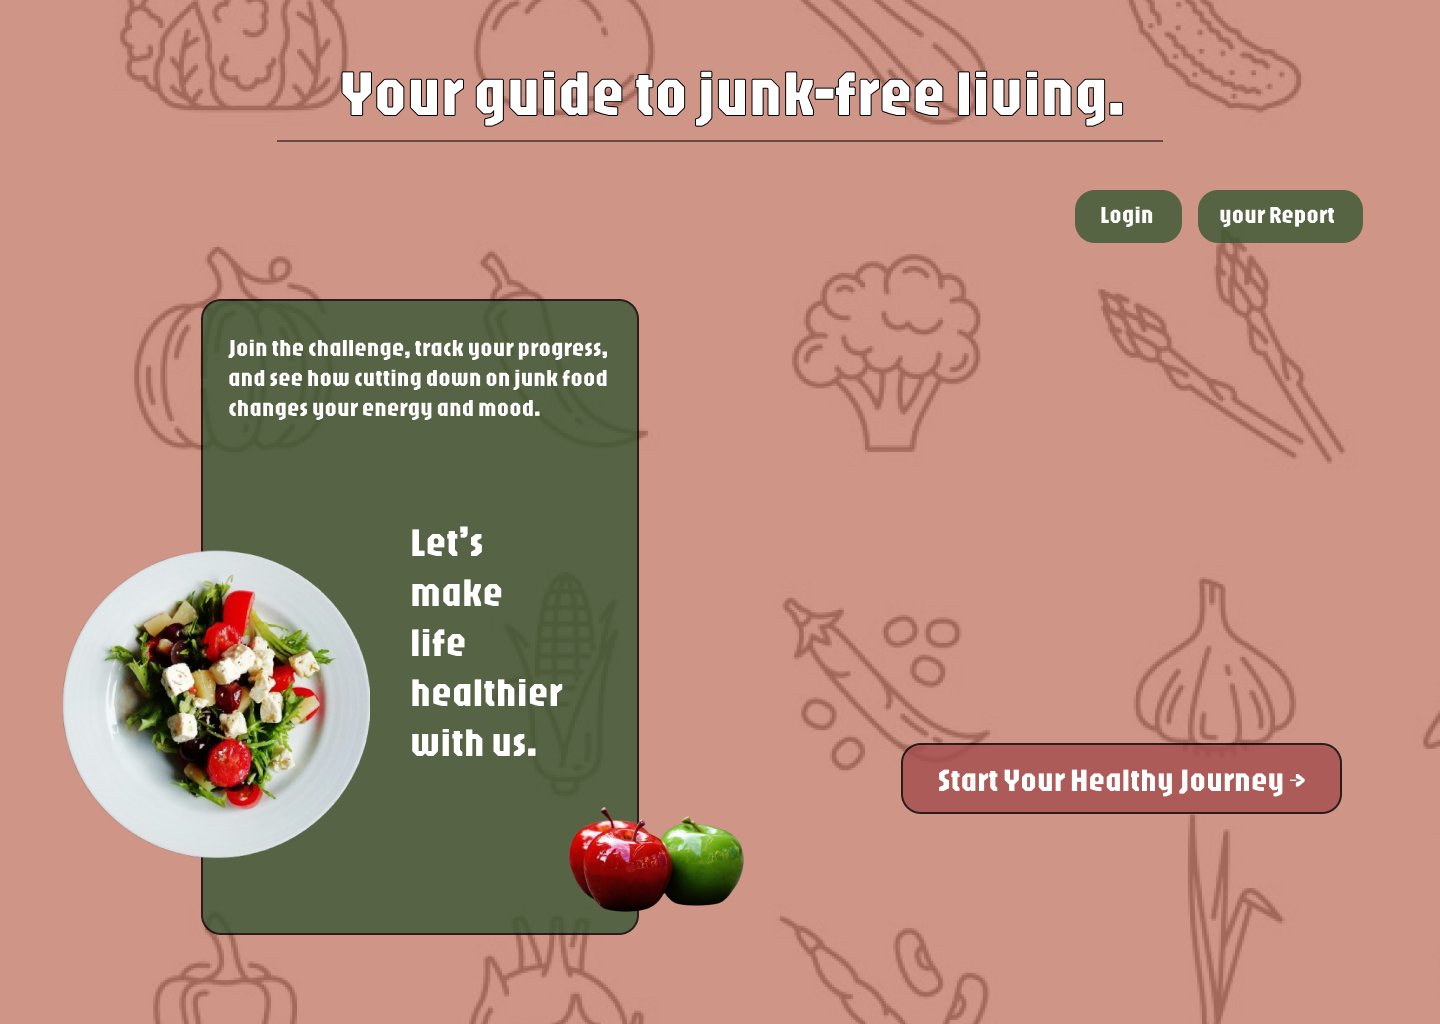 Your guide to junk-free living.
Login
your Report
Join the challenge, track your progress,
and see how cutting down on junk food
changes your energy and mood.
Let’s
make
life
healthier
with us.
Start Your Healthy Journey →